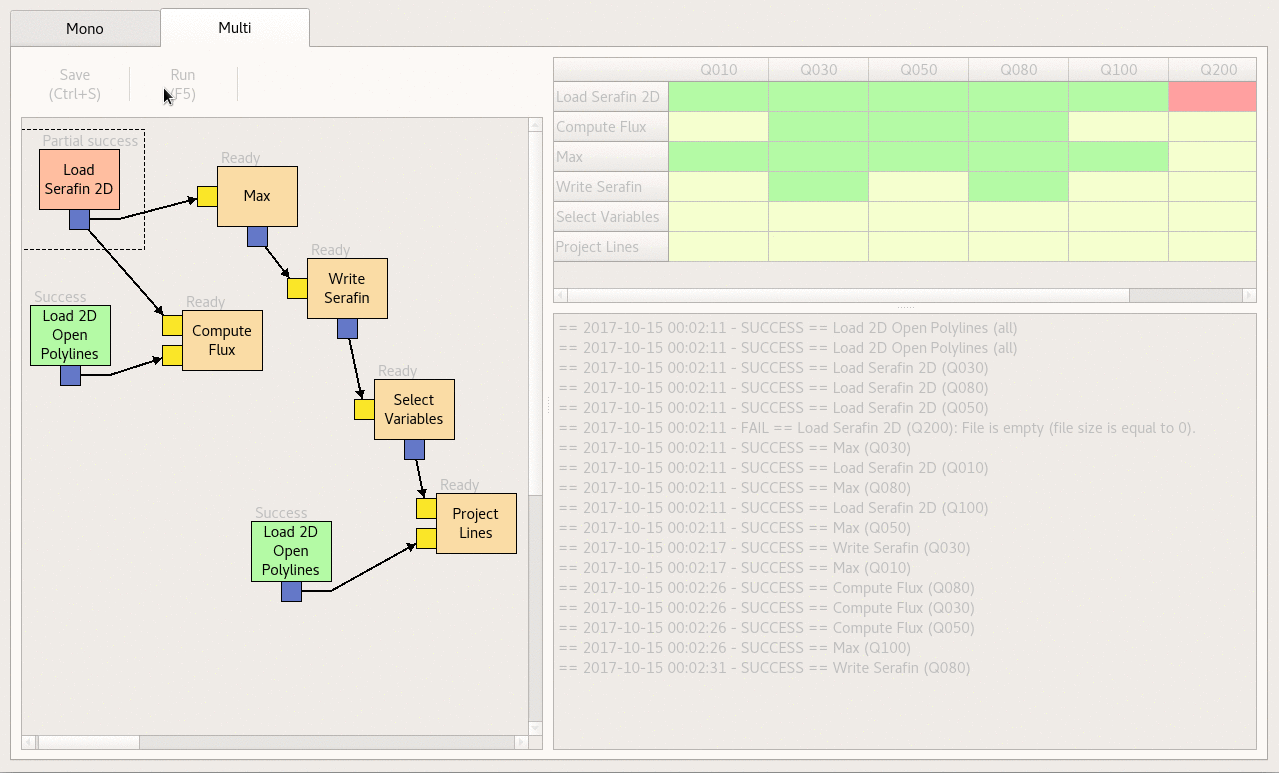 Mono
Multi
Save
(Ctrl+S)
Run
(F5)
Partial success
Load
Serafin 2D
Ready
Max
Ready
Write
Serafin
Success
Load 2D
Open
Polylines
Ready
Compute
Flux
Ready
Select
Variables
Ready
Project
Lines
Success
Load 2D
Open
Polylines
Q010 Q030 Q050 Q080 Q100 Q200
Load Serafin 2D
Compute Flux
Max
Write Serafin
Select Variables
Project Lines
== 2017-10-15 00:02:11 - SUCCESS == Load 2D Open Polylines (all)
== 2017-10-15 00:02:11 - SUCCESS == Load 2D Open Polylines (all)
== 2017-10-15 00:02:11 - SUCCESS == Load Serafin 2D (Q030)
== 2017-10-15 00:02:11 - SUCCESS == Load Serafin 2D (Q080)
== 2017-10-15 00:02:11 - SUCCESS == Load Serafin 2D (Q050)
== 2017-10-15 00:02:11 - FAIL == Load Serafin 2D (Q200): File is empty (file size is equal to 0).
== 2017-10-15 00:02:11 - SUCCESS == Max (Q030)
== 2017-10-15 00:02:11 - SUCCESS == Load Serafin 2D (Q010)
== 2017-10-15 00:02:11 - SUCCESS == Max (Q080)
== 2017-10-15 00:02:11 - SUCCESS == Load Serafin 2D (Q100)
== 2017-10-15 00:02:11 - SUCCESS == Max (Q050)
== 2017-10-15 00:02:17 - SUCCESS == Write Serafin (Q030)
== 2017-10-15 00:02:17 - SUCCESS == Max (Q010)
== 2017-10-15 00:02:26 - SUCCESS == Compute Flux (Q080)
== 2017-10-15 00:02:26 - SUCCESS == Compute Flux (Q030)
== 2017-10-15 00:02:26 - SUCCESS == Compute Flux (Q050)
== 2017-10-15 00:02:26 - SUCCESS == Max (Q100)
== 2017-10-15 00:02:31 - SUCCESS == Write Serafin (Q080)